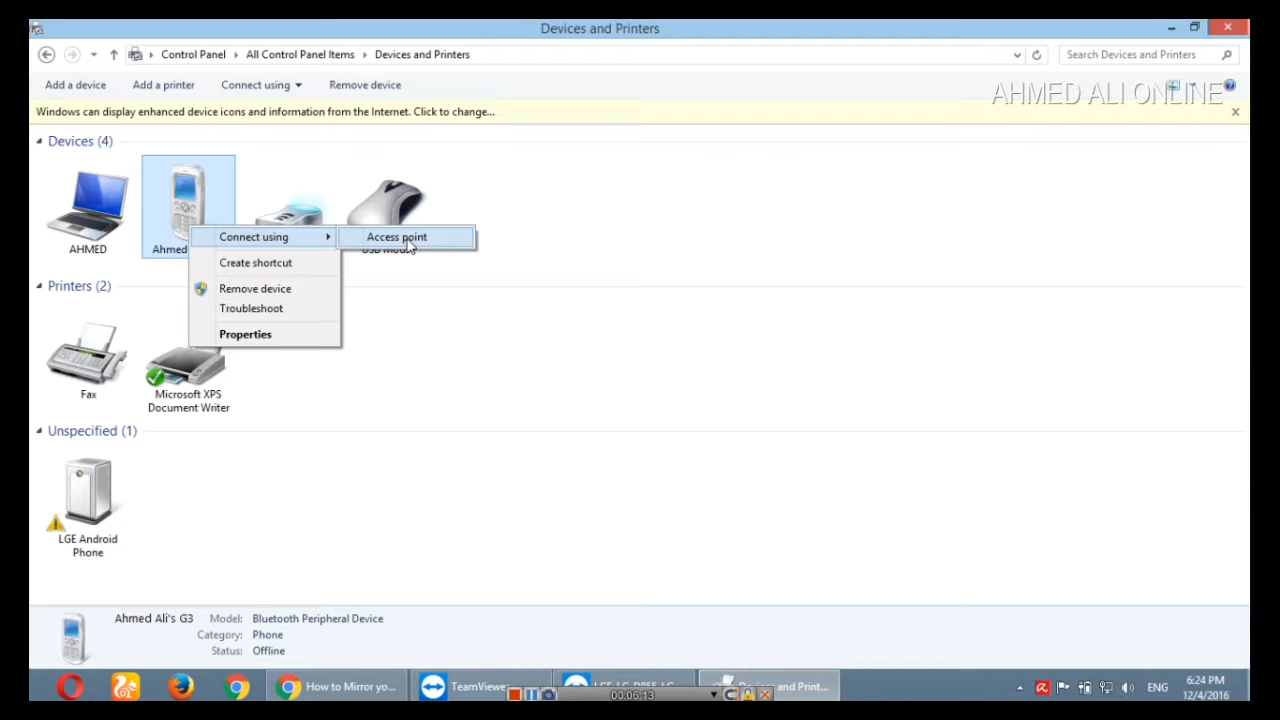 Devices and Printers
Control Panel All Control Panel Items Devices and Printers
Search Devices and Printers
Add a device Add a printer Connect using Remove device
AHMED ALI ONLINE
Windows can display enhanced device icons and information from the Internet. Click to change...
Devices (4)
AHMED
Ahmed
Connect using
Access point
Create shortcut
Remove device
Troubleshoot
Properties
Printers (2)
Fax
Microsoft XPS
Document Writer
Unspecified (1)
LGE Android
Phone
Ahmed Ali's G3 Model: Bluetooth Peripheral Device
Category: Phone
Status: Offline
How to Mirror yo...
TeamViewer
Devices and Print...
00:06.13
ENG
6:24 PM
12/4/2016